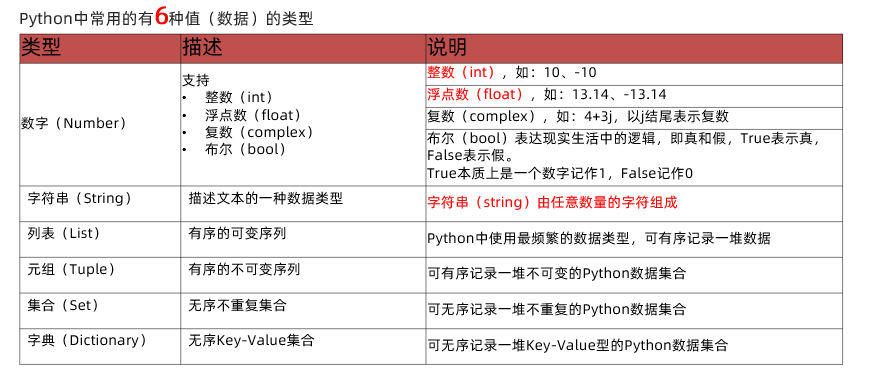 Python中常用的有6种值（数据）的类型
类型 描述 说明
数字（Number）
支持
• 整数（int）
• 浮点数（float）
• 复数（complex）
• 布尔（bool）
整数（int），如：10、-10
浮点数（float），如：13.14、-13.14
复数（complex），如：4+3j，以j结尾表示复数
布尔（bool）表达现实生活中的逻辑，即真和假，True表示真，
False表示假。
True本质上是一个数字记作1，False记作0
字符串（String） 描述文本的一种数据类型 字符串（string）由任意数量的字符组成
列表（List） 有序的可变序列 Python中使用最频繁的数据类型，可有序记录一堆数据
元组（Tuple） 有序的不可变序列 可有序记录一堆不可变的Python数据集合
集合（Set） 无序不重复集合 可无序记录一堆不重复的Python数据集合
字典（Dictionary） 无序Key-Value集合 可无序记录一堆Key-Value型的Python数据集合